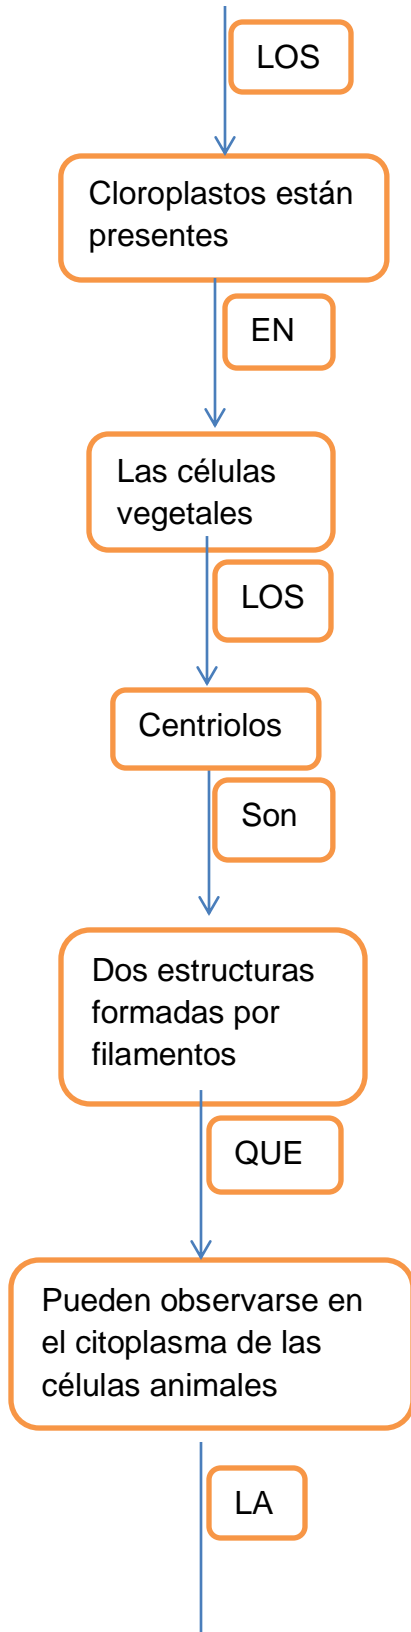 LOS
Cloroplastos están
presentes
EN
Las células
vegetales
LOS
Centriolos
Son
Dos estructuras
formadas por
filamentos
QUE
Pueden observarse en
el citoplasma de las
células animales
LA